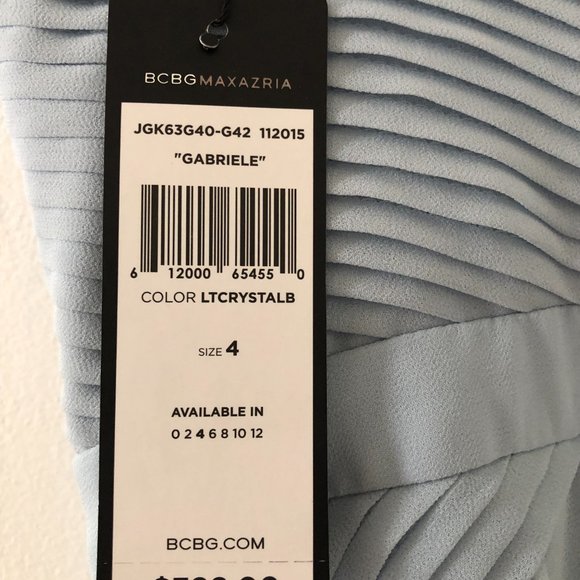 BCBGMAXAZRIA
JGK63G40-G42 112015
"GABRIELE"
6 12000 65455 0
COLOR LTCRYSTALB
SIZE 4
AVAILABLE IN
0 2 4 6 8 10 12
BCBG.COM